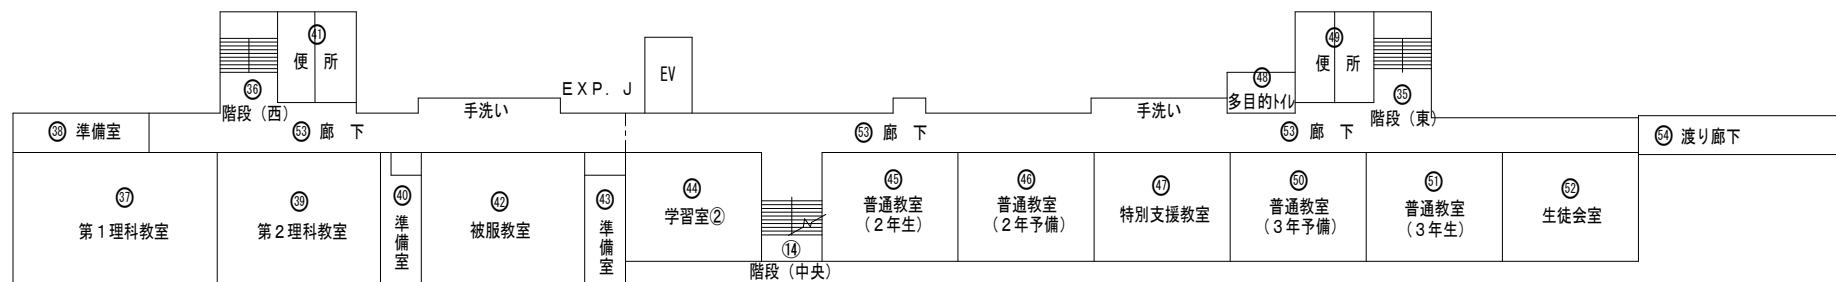 ㊶
便 所
㊱
階段（西）
手洗い
ＥＸＰ．Ｊ
EV
㊽
多目的ﾄｲﾚ
㊾
便 所
㉟
階段（東）
手洗い
㊳ 準備室
53 廊 下
53 廊 下
53 廊 下
54 渡り廊下
㊲
第１理科教室
㊴
第２理科教室
㊵
準備室
㊷
被服教室
㊸
準備室
㊹
学習室②
⑭
階段（中央）
㊺
普通教室
（２年生）
㊻
普通教室
（２年予備）
㊼
特別支援教室
㊿
普通教室
（３年予備）
51
普通教室
（３年生）
52
生徒会室